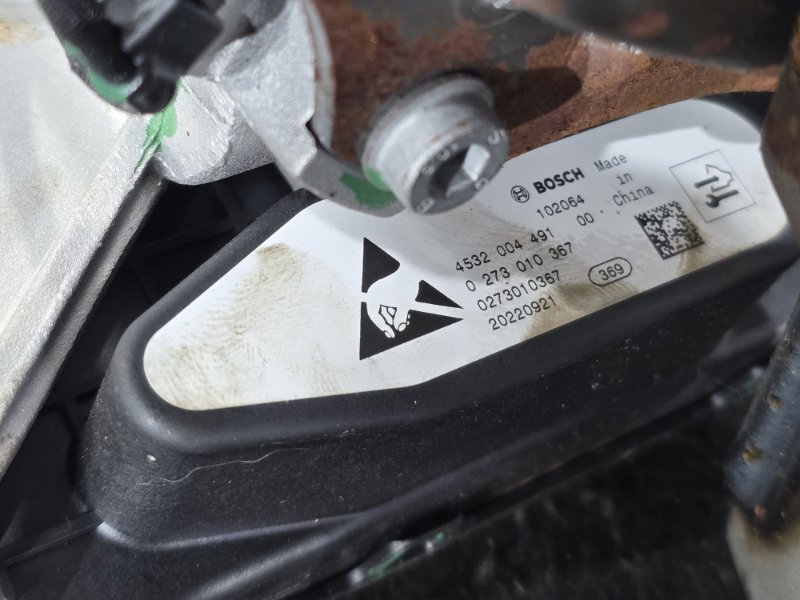 BOSCH Made
102064 in
4532 004 491 00 China
0 273 010 367
0273010367 369
20220921